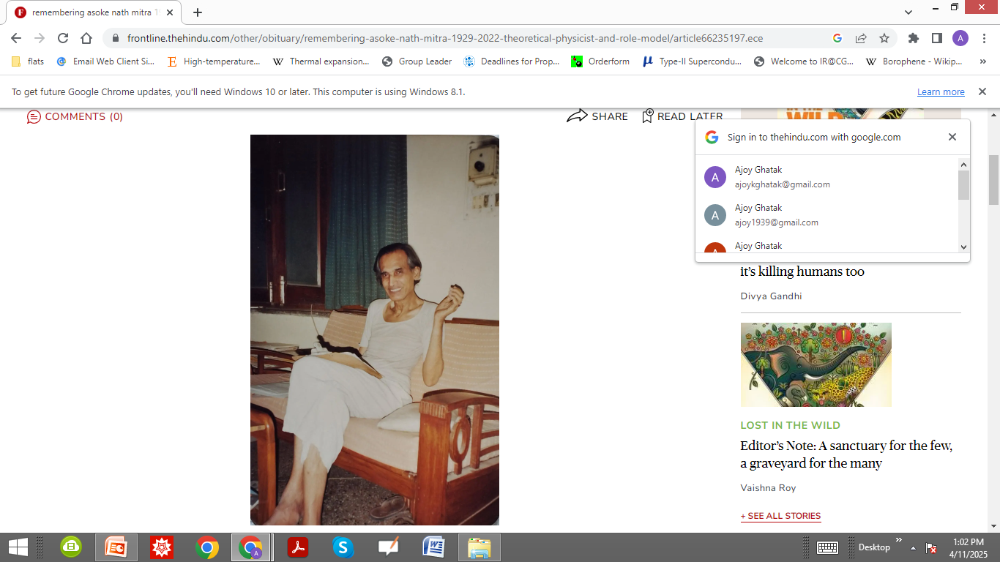 remembering asoke nath mitra 1
frontline.thehindu.com/other/obituary/remembering-asoke-nath-mitra-1929-2022-theoretical-physicist-and-role-model/article66235197.ece
A
flats
Email Web Client Si...
High-temperature...
Thermal expansion...
Group Leader
Deadlines for Prop...
Orderform
Type-II Supercondu...
Welcome to IR@CG...
Borophene - Wikip...
To get future Google Chrome updates, you'll need Windows 10 or later. This computer is using Windows 8.1.
Learn more
COMMENTS (0)
SHARE
READ LATER
WILD
Sign in to thehindu.com with google.com
A
Ajoy Ghatak
ajoykghatak@gmail.com
A
Ajoy Ghatak
ajoy1939@gmail.com
Ajoy Ghatak
it's killing humans too
Divya Gandhi
LOST IN THE WILD
Editor's Note: A sanctuary for the few,
a graveyard for the many
Vaishna Roy
+ SEE ALL STORIES
Desktop
1:02 PM
4/11/2025